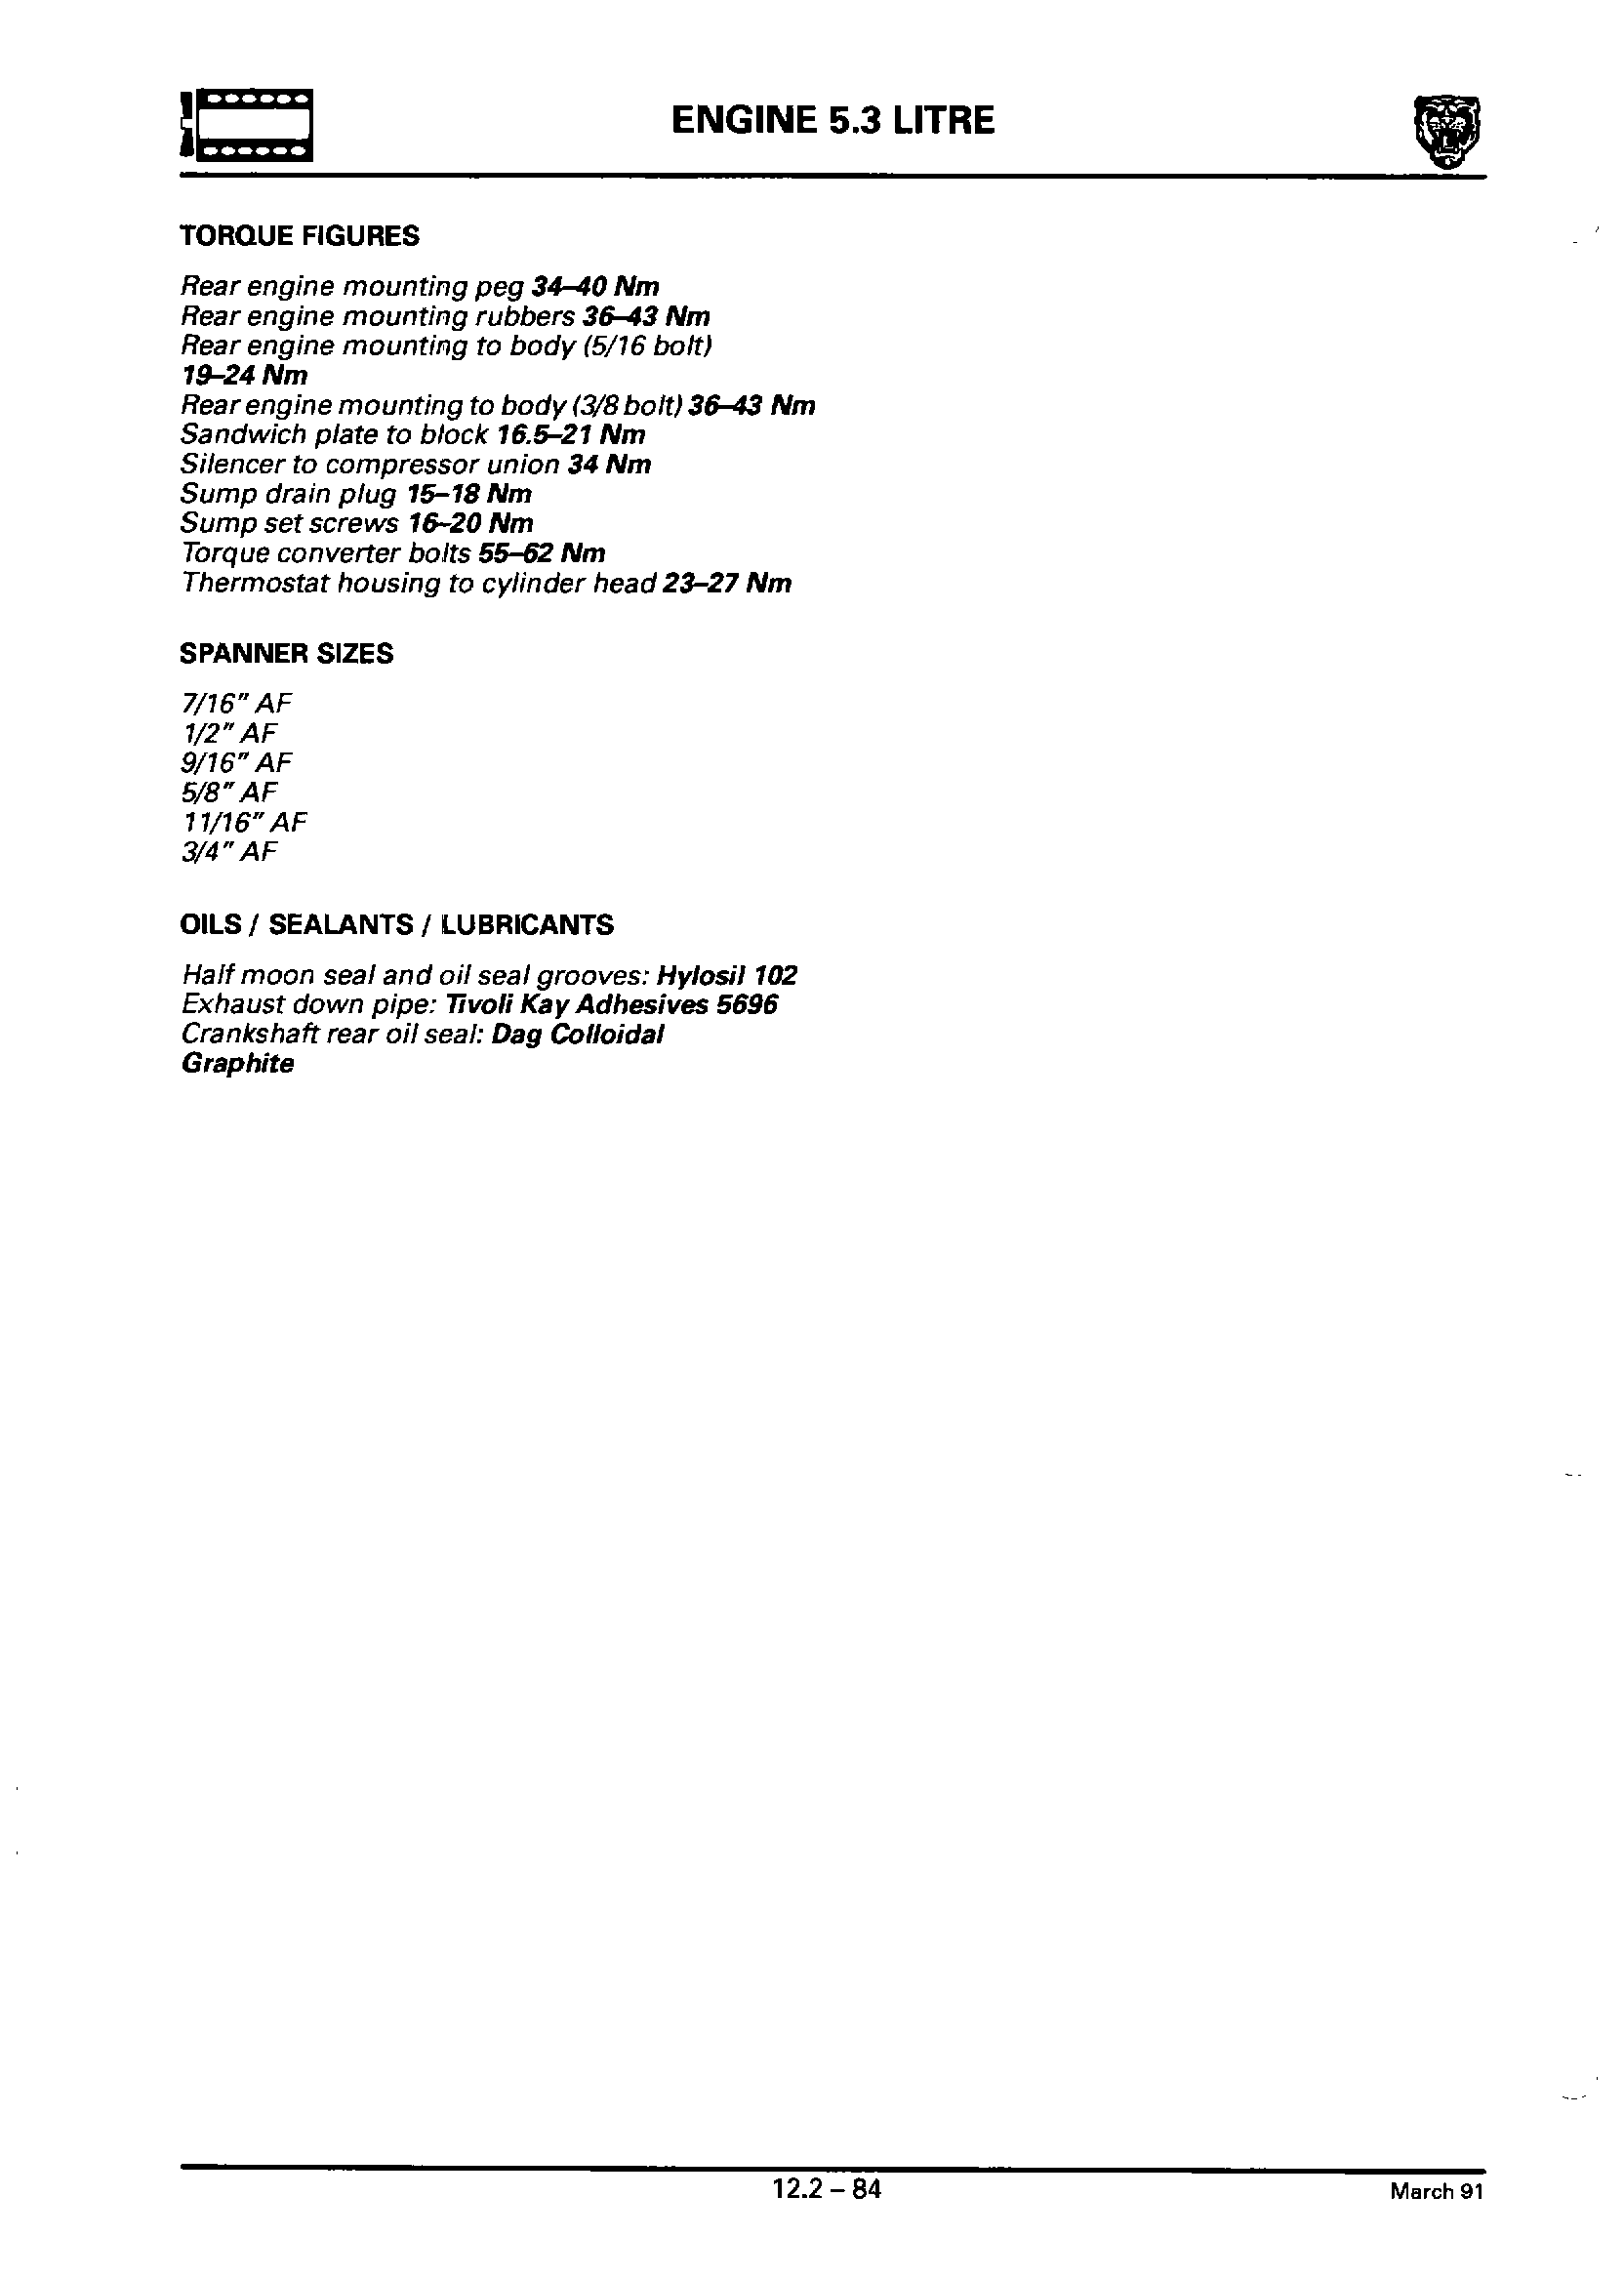 ENGINE 5.3 LITRE
TORQUE FIGURES
Rear engine mounting peg 34–40 Nm
Rear engine mounting rubbers 36–43 Nm
Rear engine mounting to body (5/16 bolt)
19–24 Nm
Rear engine mounting to body (3/8 bolt) 36–43 Nm
Sandwich plate to block 16.5–21 Nm
Silencer to compressor union 34 Nm
Sump drain plug 15–18 Nm
Sump set screws 16–20 Nm
Torque converter bolts 55–62 Nm
Thermostat housing to cylinder head 23–27 Nm
SPANNER SIZES
7/16" AF
1/2" AF
9/16" AF
5/8" AF
11/16" AF
3/4" AF
OILS / SEALANTS / LUBRICANTS
Half moon seal and oil seal grooves: Hylosil 102
Exhaust down pipe: Tivoli Kay Adhesives 5696
Crankshaft rear oil seal: Dag Colloidal
Graphite
12.2 – 84
March 91